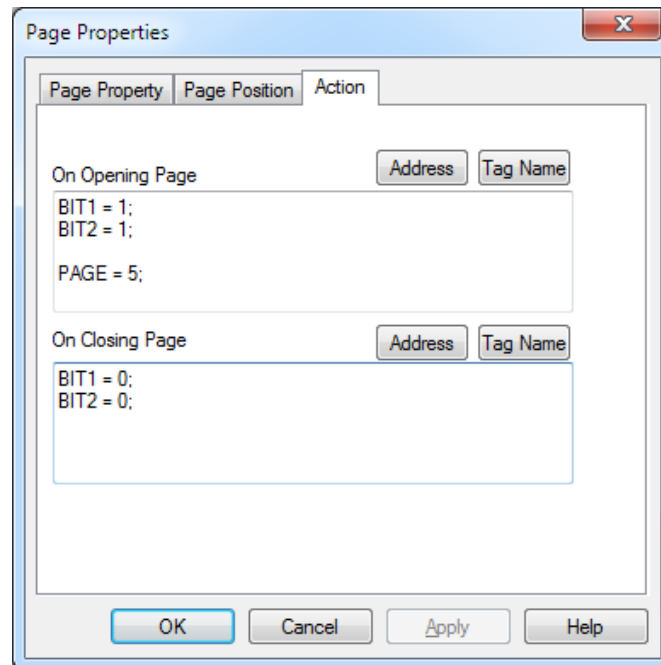 Page Properties
Page Property Page Position Action
On Opening Page Address Tag Name
BIT1 = 1;
BIT2 = 1;
PAGE = 5;
On Closing Page Address Tag Name
BIT1 = 0;
BIT2 = 0;
OK Cancel Apply Help